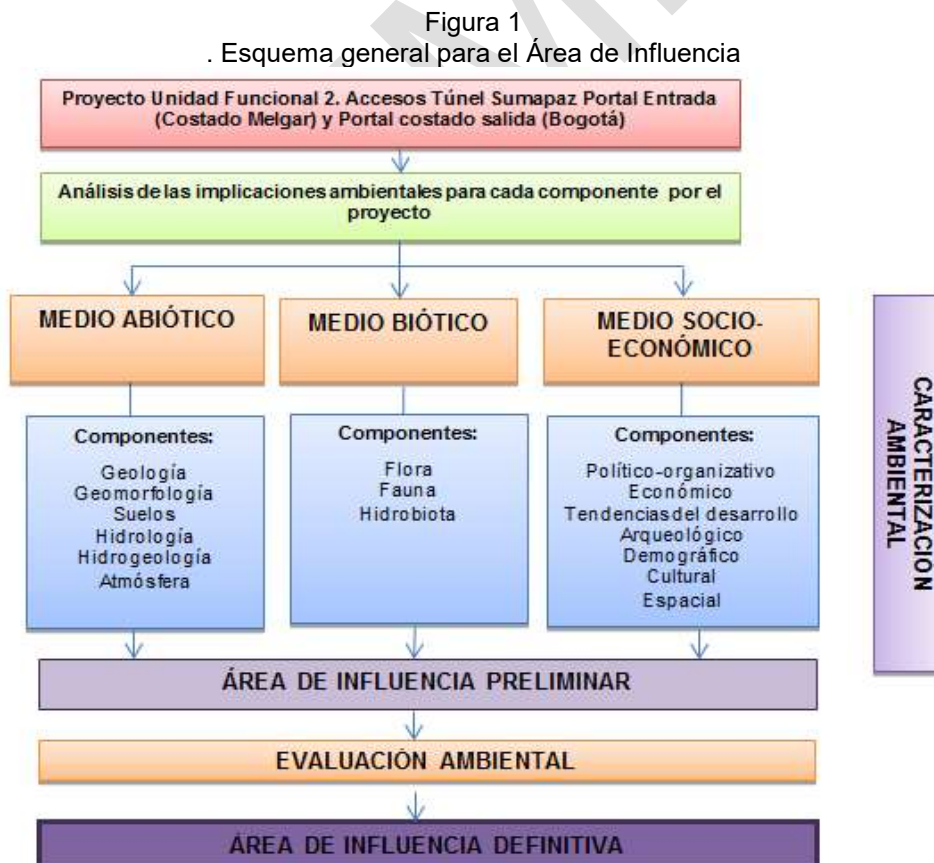 Figura 1
. Esquema general para el Área de Influencia
Proyecto Unidad Funcional 2. Accesos Túnel Sumapaz Portal Entrada
(Costado Melgar) y Portal costado salida (Bogotá)
Análisis de las implicaciones ambientales para cada componente por el
proyecto
MEDIO ABIÓTICO
Componentes:
Geología
Geomorfología
Suelos
Hidrología
Hidrogeología
Atmósfera
MEDIO BIÓTICO
Componentes:
Flora
Fauna
Hidrobiota
MEDIO SOCIO-
ECONÓMICO
Componentes:
Político-organizativo
Económico
Tendencias del desarrollo
Arqueológico
Demográfico
Cultural
Espacial
CARACTERIZACIÓN
AMBIENTAL
ÁREA DE INFLUENCIA PRELIMINAR
EVALUACIÓN AMBIENTAL
ÁREA DE INFLUENCIA DEFINITIVA